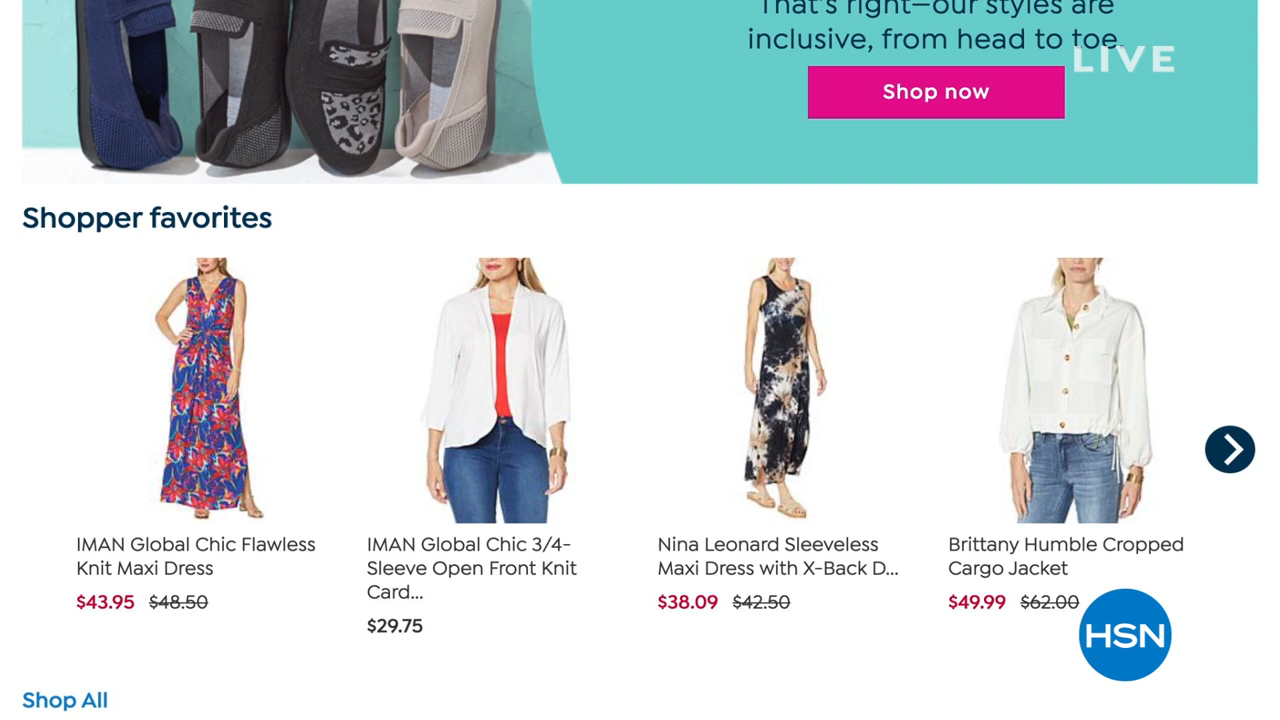 That's right—our styles are
inclusive, from head to toe.
LIVE
Shop now
Shopper favorites
IMAN Global Chic Flawless
Knit Maxi Dress
$43.95 $48.50
IMAN Global Chic 3/4-
Sleeve Open Front Knit
Card...
$29.75
Nina Leonard Sleeveless
Maxi Dress with X-Back D...
$38.09 $42.50
Brittany Humble Cropped
Cargo Jacket
$49.99 $62.00
HSN
Shop All